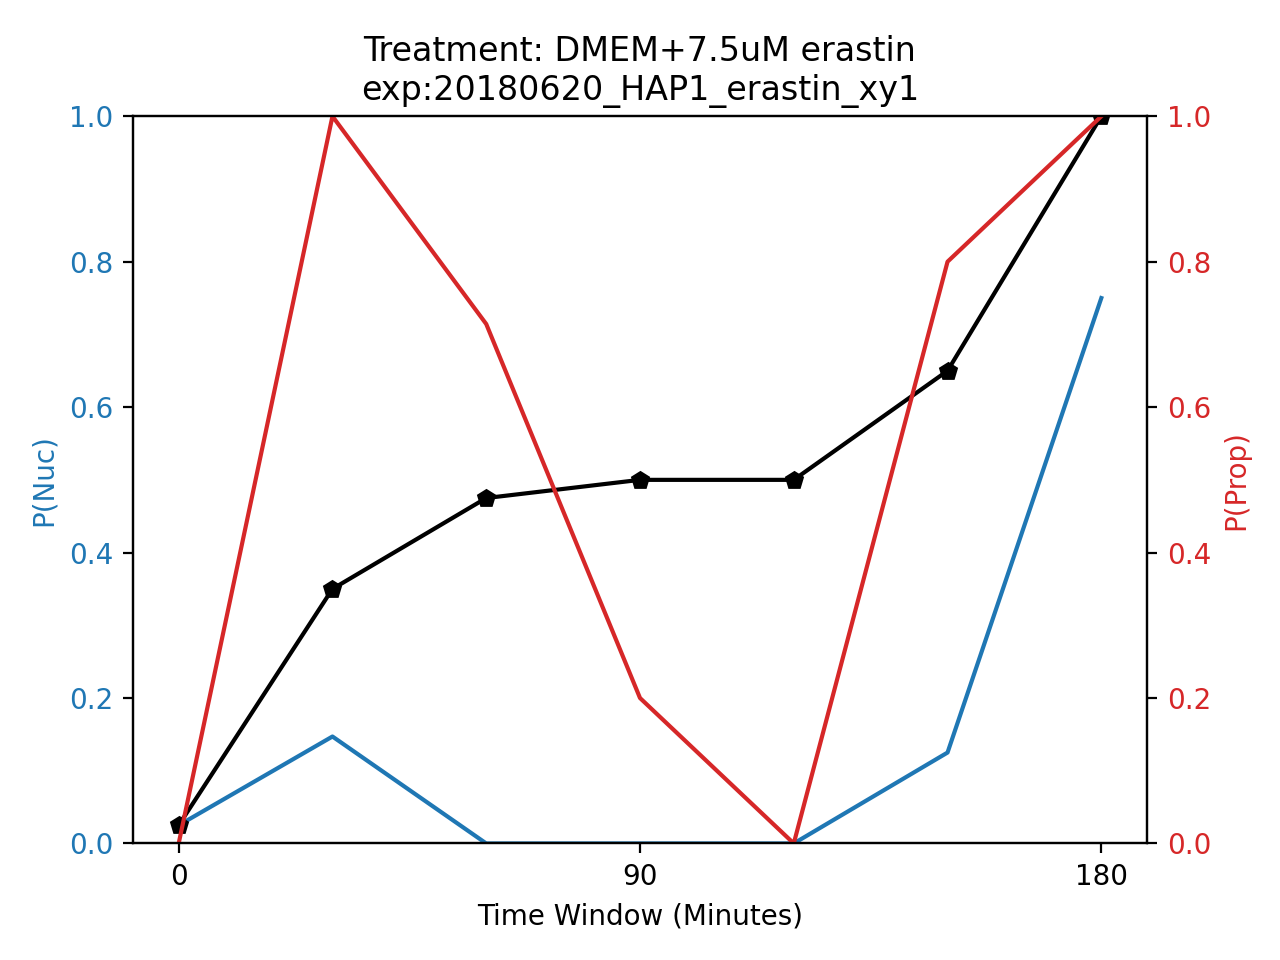 Treatment: DMEM+7.5uM erastin
exp:20180620_HAP1_erastin_xy1
1.0
0.8
0.6
0.4
0.2
0.0
P(Nuc)
1.0
0.8
0.6
0.4
0.2
0.0
P(Prop)
0 90 180
Time Window (Minutes)